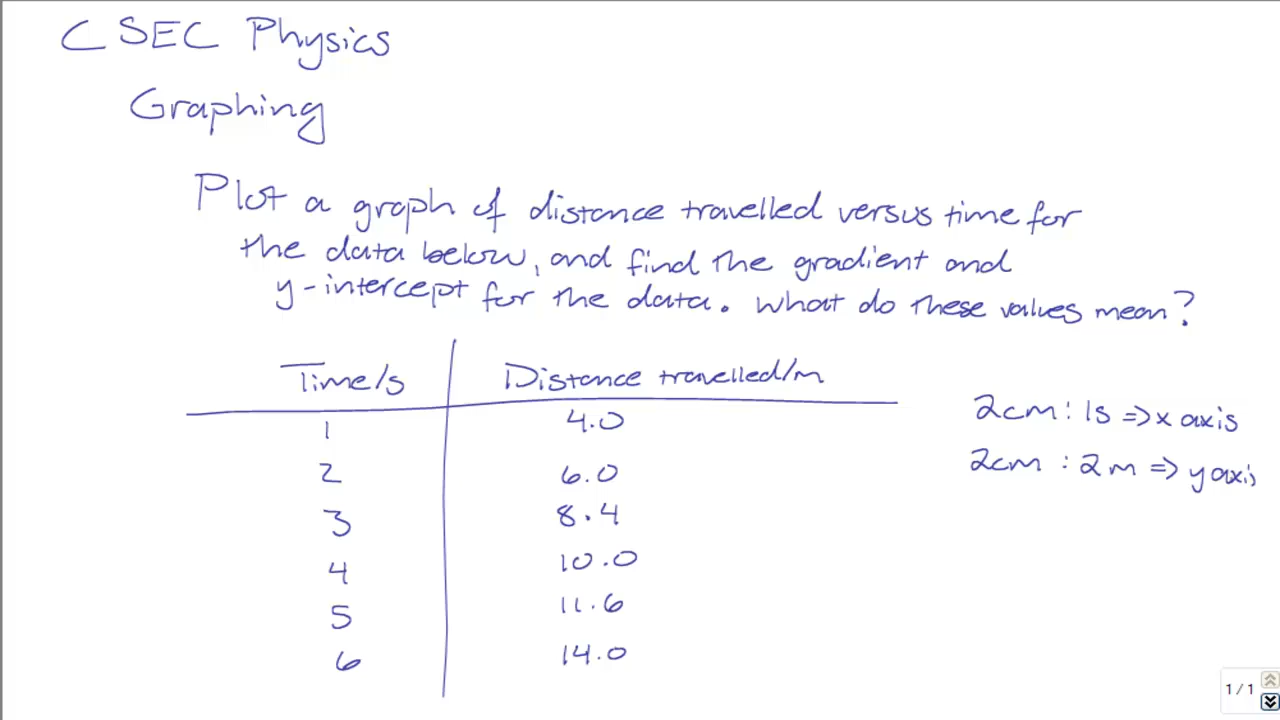 CSEC Physics
Graphing
Plot a graph of distance travelled versus time for
the data below, and find the gradient and
y-intercept for the data. What do these values mean?
Time/s Distance travelled/m
1 4.0
2 6.0
3 8.4
4 10.0
5 11.6
6 14.0
2cm : 1s => x axis
2cm : 2m => y axis
1 / 1